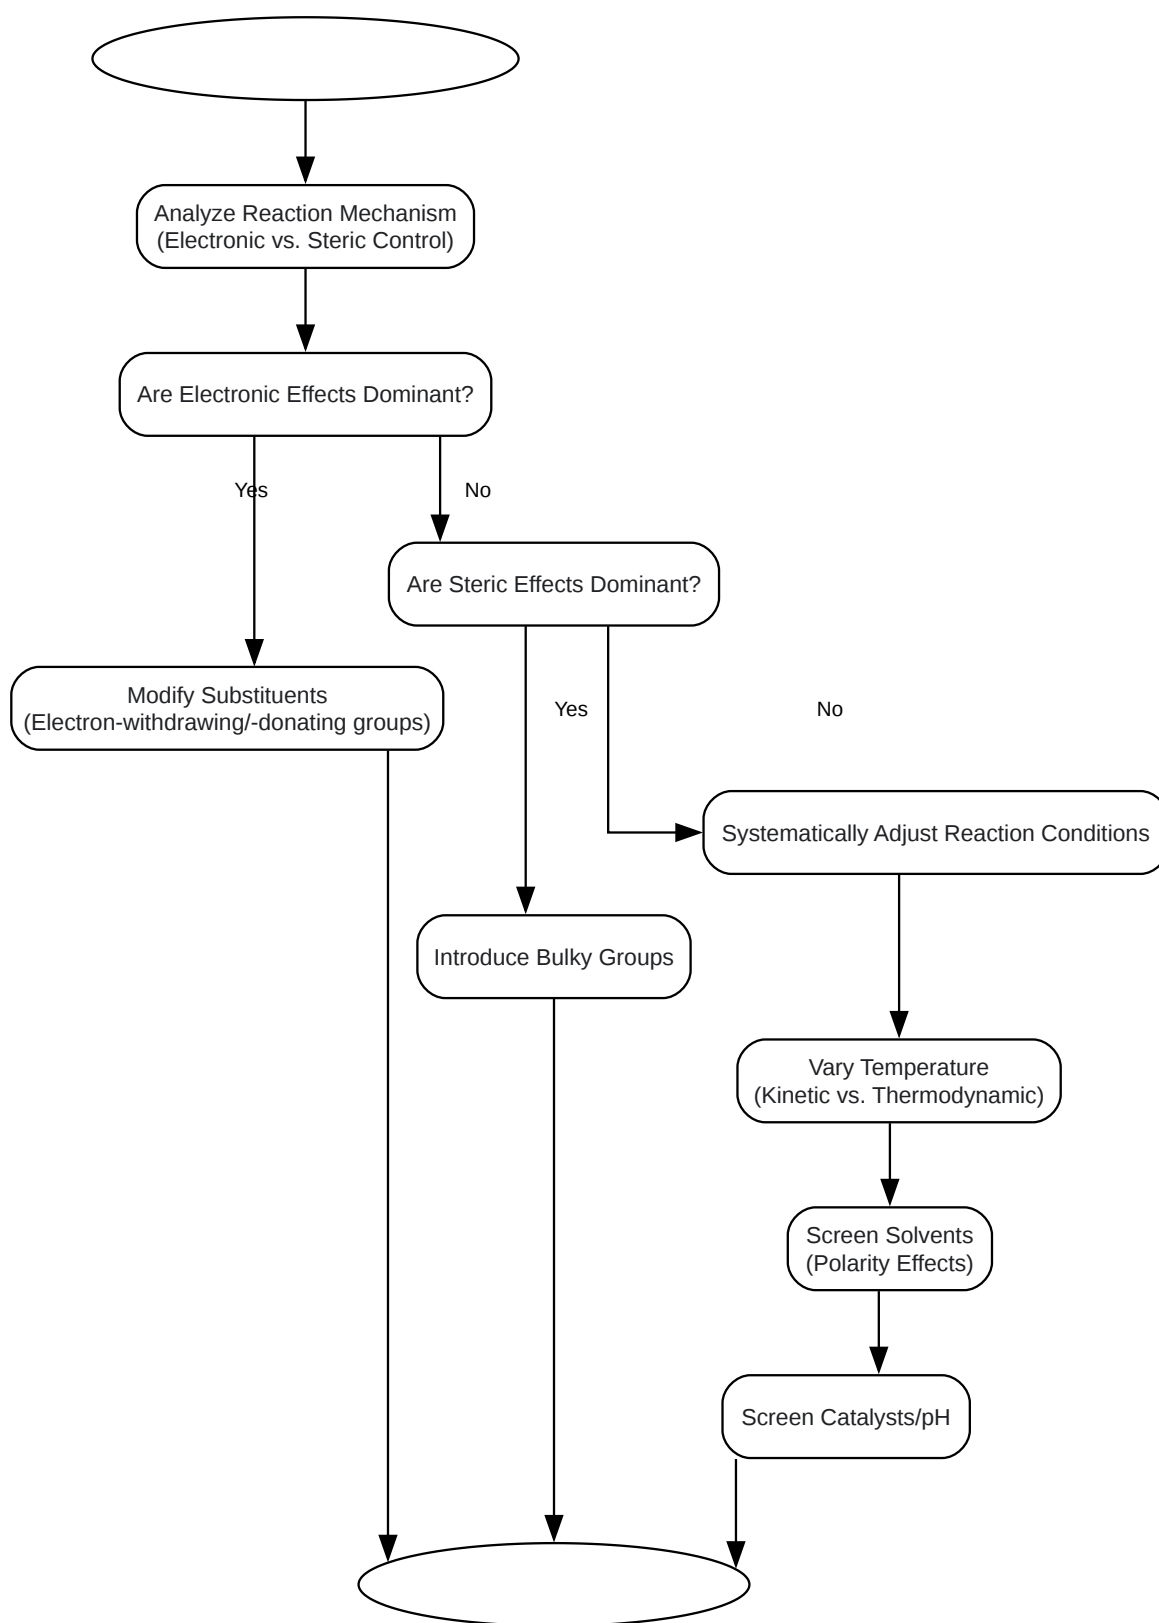 Analyze Reaction Mechanism
(Electronic vs. Steric Control)
Are Electronic Effects Dominant?
Yes
No
Are Steric Effects Dominant?
Modify Substituents
(Electron-withdrawing/-donating groups)
Yes
No
Systematically Adjust Reaction Conditions
Introduce Bulky Groups
Vary Temperature
(Kinetic vs. Thermodynamic)
Screen Solvents
(Polarity Effects)
Screen Catalysts/pH